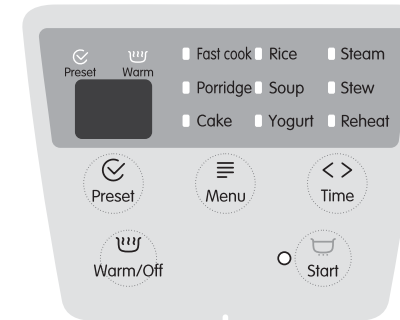 Preset Warm
Fast cook Rice Steam
Porridge Soup Stew
Cake Yogurt Reheat
Preset Menu Time
Warm/Off Start